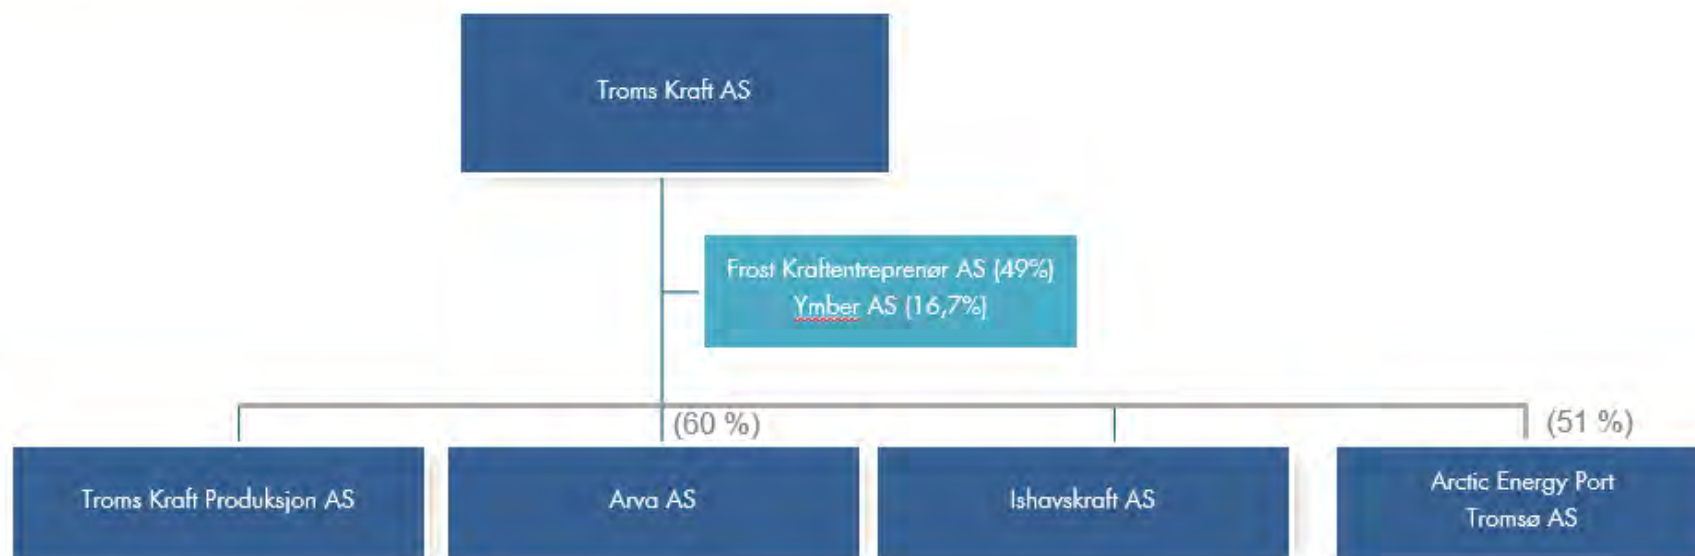 Troms Kraft AS
Frost Kraftentreprenør AS (49%)
Ymber AS (16,7%)
(60 %)
(51 %)
Troms Kraft Produksjon AS
Arva AS
Ishavskraft AS
Arctic Energy Port
Tromsø AS